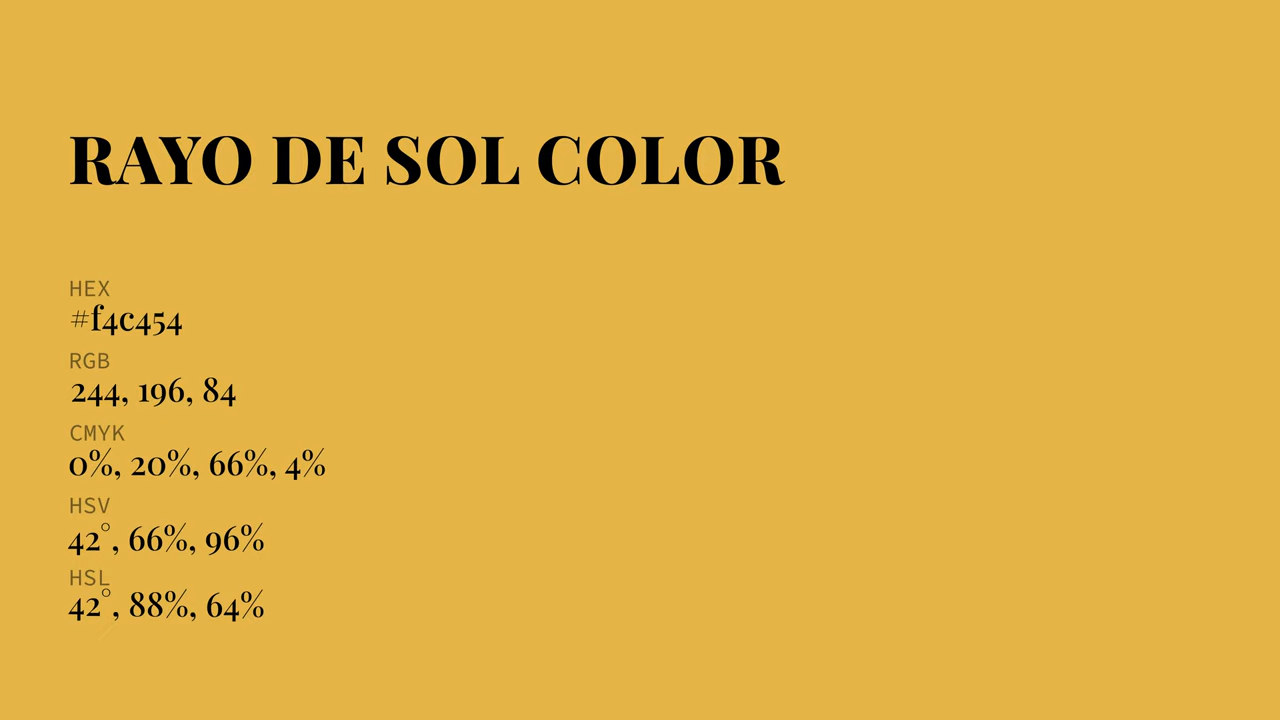 RAYO DE SOL COLOR
HEX
#f4c454
RGB
244, 196, 84
CMYK
0%, 20%, 66%, 4%
HSV
42°, 66%, 96%
HSL
42°, 88%, 64%